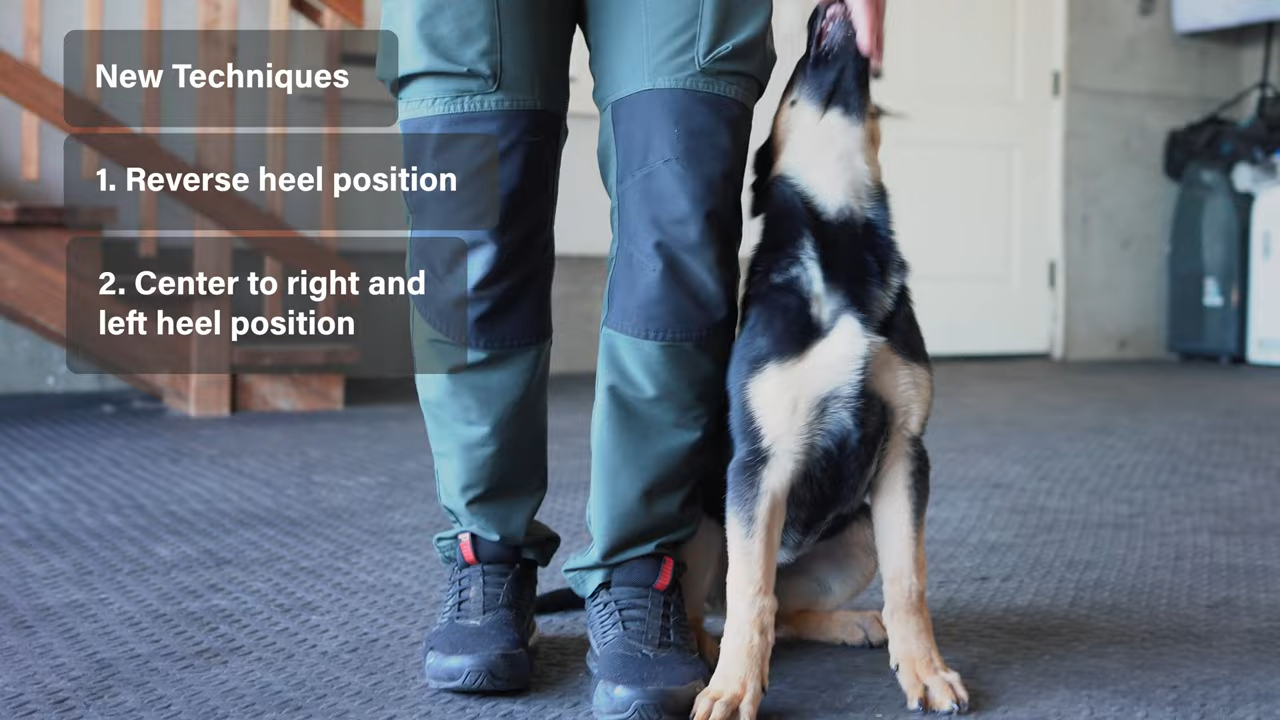 New Techniques
1. Reverse heel position
2. Center to right and
left heel position